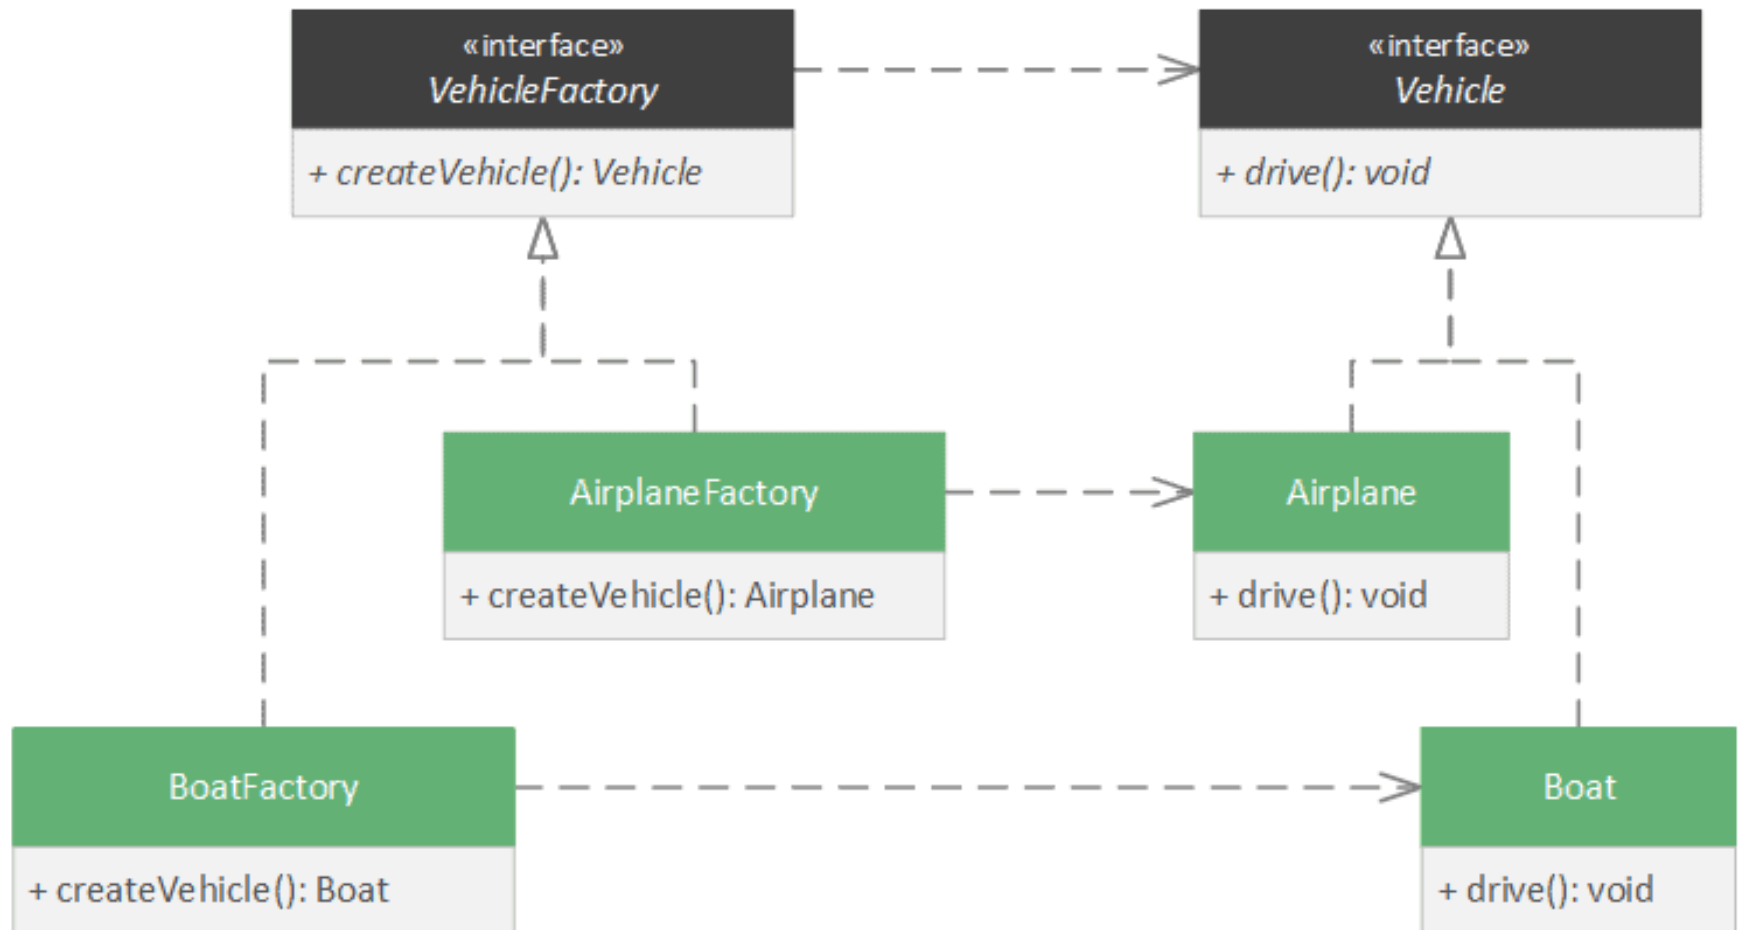 «interface»
VehicleFactory
+ createVehicle(): Vehicle
«interface»
Vehicle
+ drive(): void
AirplaneFactory
+ createVehicle(): Airplane
Airplane
+ drive(): void
BoatFactory
+ createVehicle(): Boat
Boat
+ drive(): void